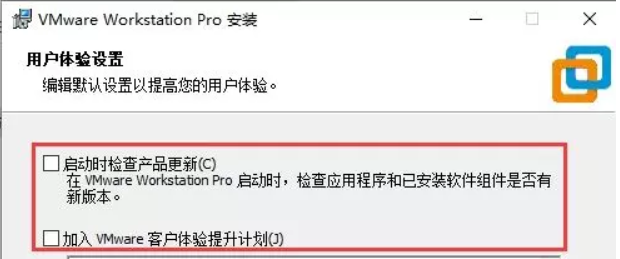 VMware Workstation Pro 安装
用户体验设置
编辑默认设置以提高您的用户体验。
启动时检查产品更新(C)
在 VMware Workstation Pro 启动时，检查应用程序和已安装软件组件是否有
新版本。
加入 VMware 客户体验提升计划(J)